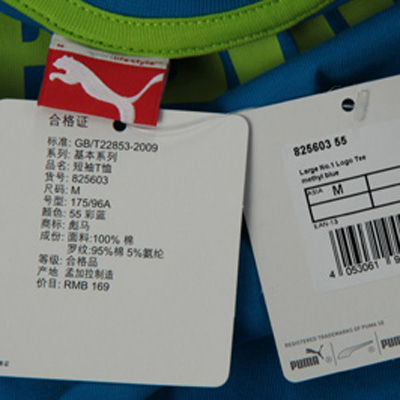 lifestyle
合格证
标准: GB/T22853-2009
系列: 基本系列
品名: 短袖T恤
货号: 825603
尺码: M
号型: 175/96A
颜色: 55 彩蓝
商标: 彪马
成份: 面料:100% 棉
罗纹:95%棉 5%氨纶
等级: 合格品
产地: 孟加拉制造
价目: RMB 169
825603 55
Large No.1 Logo Tee
methyl blue
ASIA M
EAN-13
4 053061 9
REGISTERED TRADEMARKS OF PUMA SE
PUMA